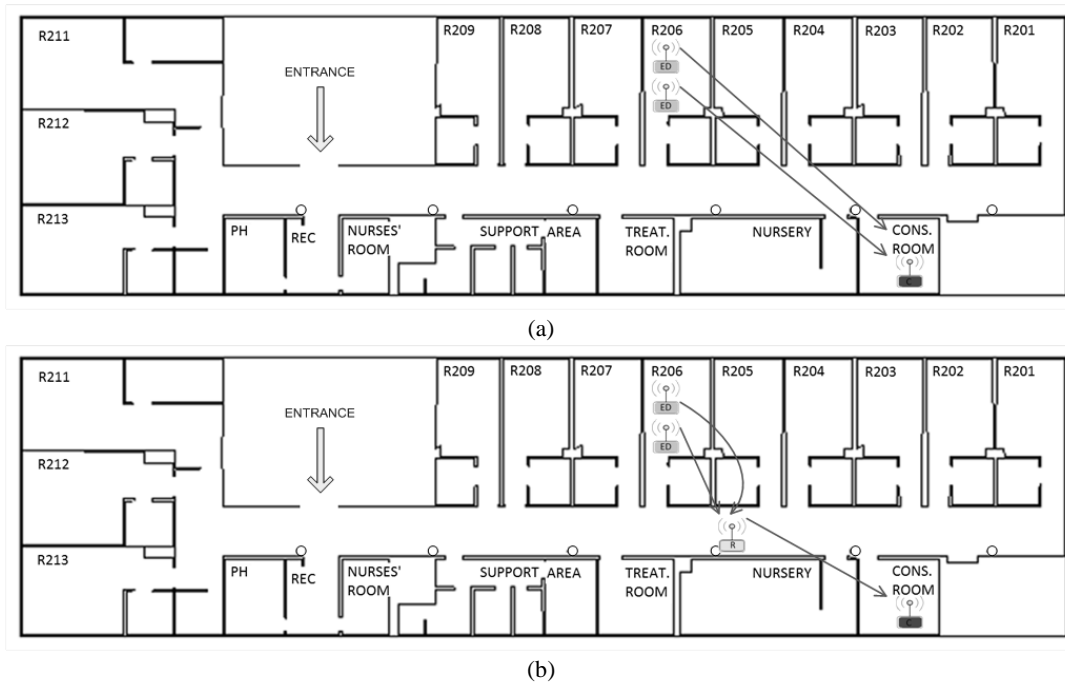 R211
R209
R208
R207
R206
R205
R204
R203
R202
R201
ED
ENTRANCE
ED
R212
R213
PH
REC
NURSES'
ROOM
SUPPORT AREA
TREAT.
ROOM
NURSERY
CONS.
ROOM
C
(a)
R211
R209
R208
R207
R206
R205
R204
R203
R202
R201
ED
ENTRANCE
ED
R212
R
R213
PH
REC
NURSES'
ROOM
SUPPORT AREA
TREAT.
ROOM
NURSERY
CONS.
ROOM
C
(b)